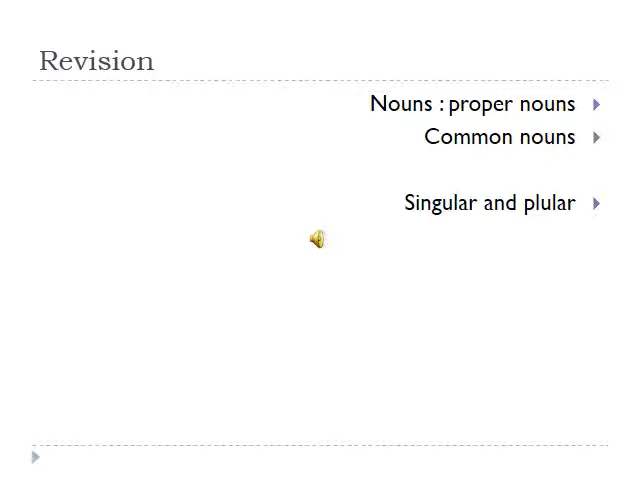 Revision
Nouns : proper nouns
Common nouns
Singular and plular